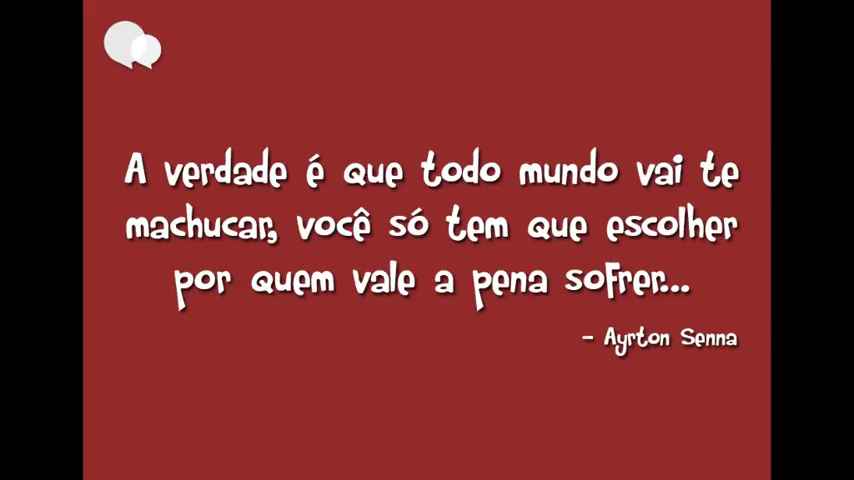 A verdade é que todo mundo vai te
machucar, você só tem que escolher
por quem vale a pena sofrer...
- Ayrton Senna